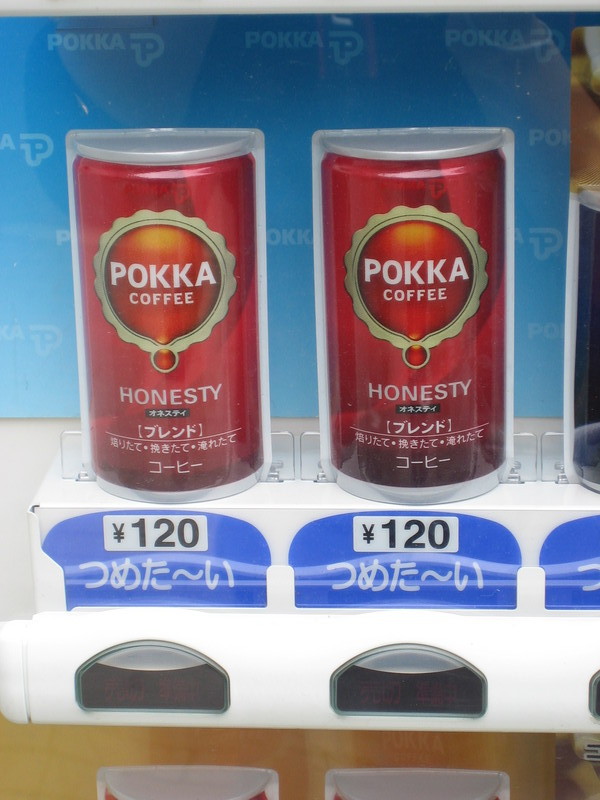 POKKA POKKA POKKA
POKKA
COFFEE
HONESTY
オネスティ
【ブレンド】
焙りたて・挽きたて・淹れたて
コーヒー
POKKA
COFFEE
HONESTY
オネスティ
【ブレンド】
焙りたて・挽きたて・淹れたて
コーヒー
¥120
つめた〜い
¥120
つめた〜い
つ
POKKA